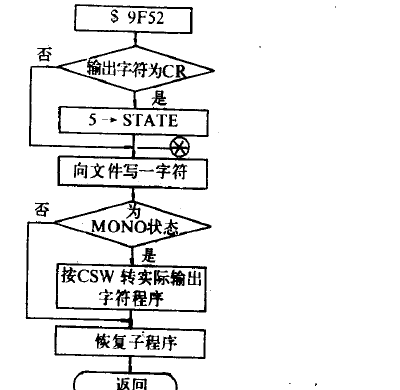 $ 9F52
否
输出字符为CR
是
5→STATE
向文件写一字符
否
为
MONO状态
是
按CSW 转实际输出
字符程序
恢复子程序
返回